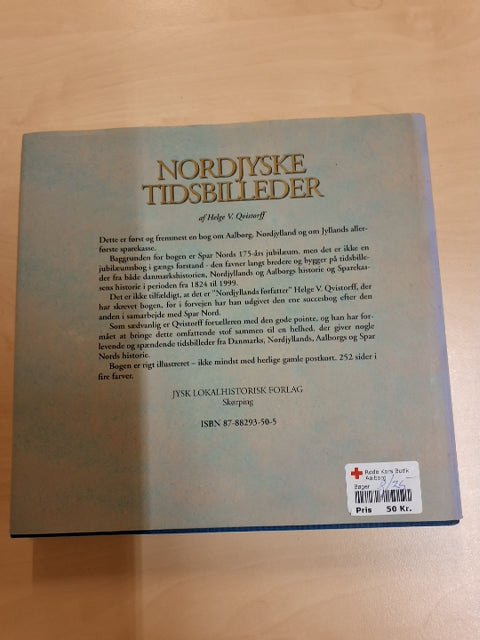 NORDJYSKE
TIDSBILLEDER
af Helge V. Qvistorff
Dette er først og fremmest en bog om Aalborg, Nordjylland og om Jyllands aller-
første sparekasse.
Baggrunden for bogen er Spar Nords 175-års jubilæum, men det er ikke en
jubilæumsbog i gængs forstand - den favner langt bredere og bygger på tidsbille-
der fra både danmarkshistorien, Nordjyllands og Aalborgs historie og Sparekas-
sens historie i perioden fra 1824 til 1999.
Det er ikke tilfældigt, at det er "Nordjyllands forfatter" Helge V. Qvistorff, der
har skrevet bogen, for i forvejen har han udgivet den ene succesbog efter den
anden i samarbejde med Spar Nord.
Som sædvanlig er Qvistorff fortælleren med den gode pointe, og han har for-
mået at bringe dette omfattende stof sammen til en helhed, der giver nogle
levende og spændende tidsbilleder fra Danmarks, Nordjyllands, Aalborgs og Spar
Nords historie.
Bogen er rigt illustreret – ikke mindst med herlige gamle postkort. 252 sider i
fire farver.
JYSK LOKALHISTORISK FORLAG
Skørping
ISBN 87-88293-50-5
Røde Kors Butik
Aalborg
Bøger
Pris 50 Kr.